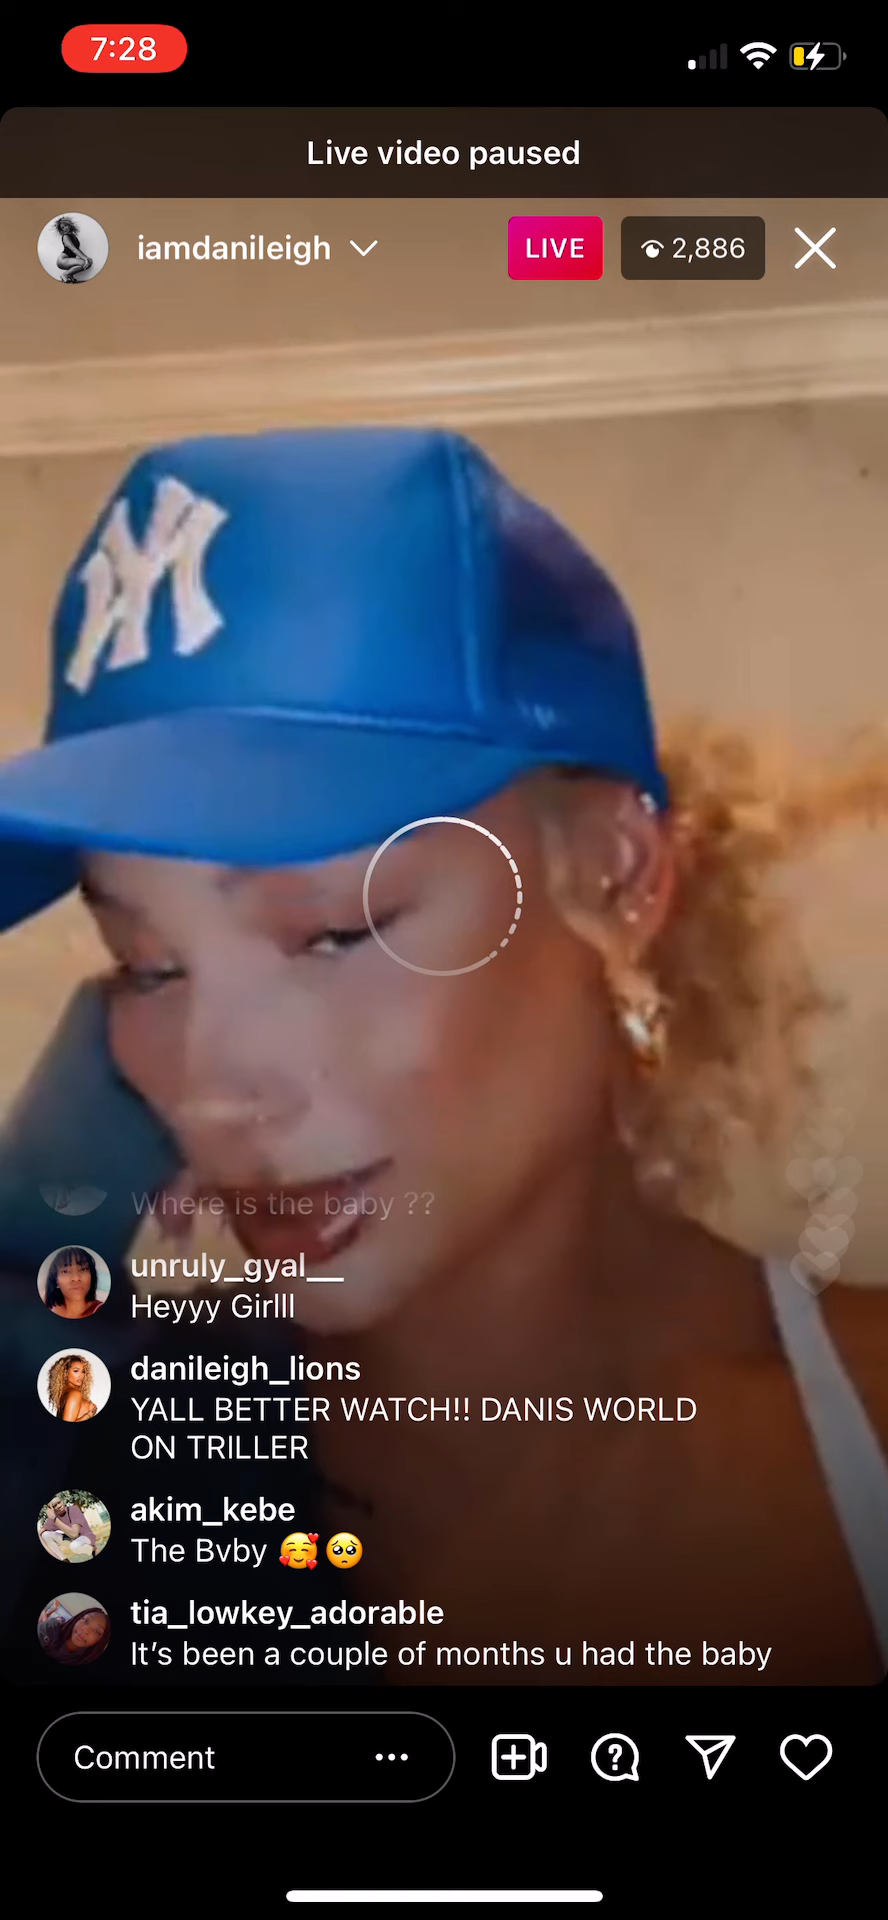 7:28
Live video paused
iamdanileigh
LIVE
2,886
NY
Where is the baby ??
unruly_gyal__
Heyyy Girlll
danileigh_lions
YALL BETTER WATCH!! DANIS WORLD
ON TRILLER
akim_kebe
The Bvby 🥰🥺
tia_lowkey_adorable
It’s been a couple of months u had the baby
Comment